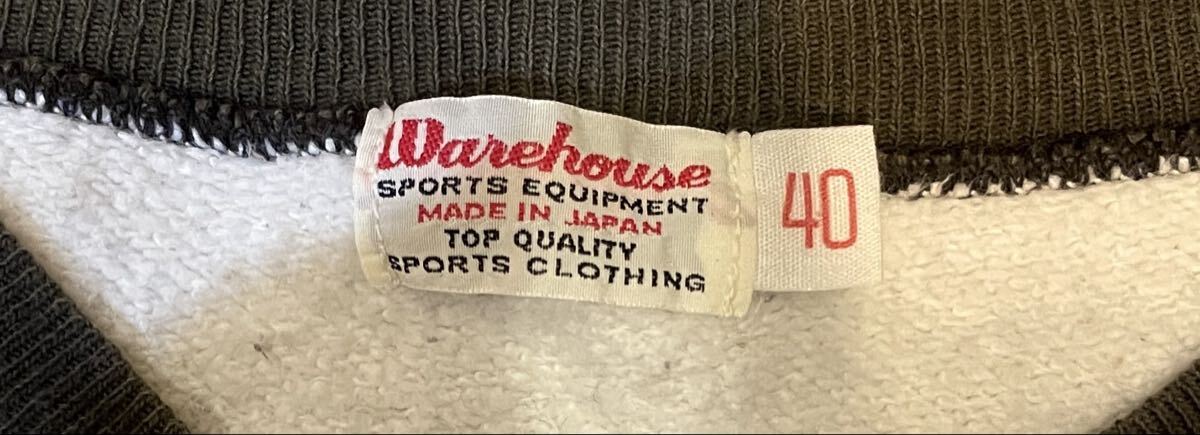 Warehouse
SPORTS EQUIPMENT
MADE IN JAPAN
TOP QUALITY
SPORTS CLOTHING
40